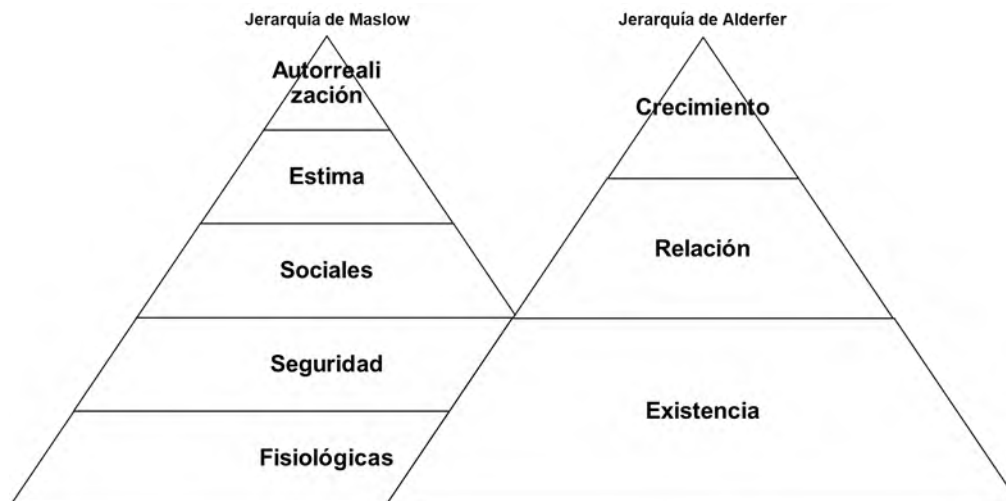 Jerarquía de Maslow
Autorreali
zación
Estima
Sociales
Seguridad
Fisiológicas
Jerarquía de Alderfer
Crecimiento
Relación
Existencia